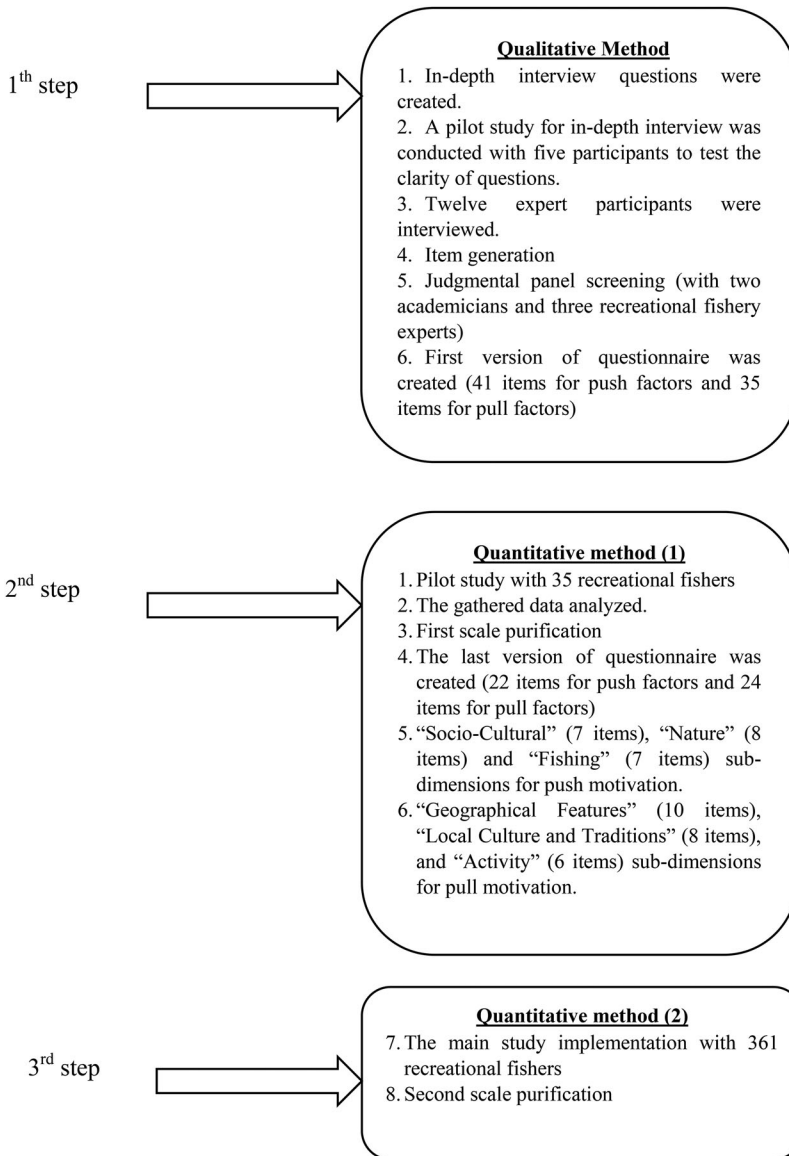 1th step
Qualitative Method
1. In-depth interview questions were
created.
2. A pilot study for in-depth interview was
conducted with five participants to test the
clarity of questions.
3. Twelve expert participants were
interviewed.
4. Item generation
5. Judgmental panel screening (with two
academicians and three recreational fishery
experts)
6. First version of questionnaire was
created (41 items for push factors and 35
items for pull factors)
2nd step
Quantitative method (1)
1. Pilot study with 35 recreational fishers
2. The gathered data analyzed.
3. First scale purification
4. The last version of questionnaire was
created (22 items for push factors and 24
items for pull factors)
5. “Socio-Cultural” (7 items), “Nature” (8
items) and “Fishing” (7 items) sub-
dimensions for push motivation.
6. “Geographical Features” (10 items),
“Local Culture and Traditions” (8 items),
and “Activity” (6 items) sub-dimensions
for pull motivation.
3rd step
Quantitative method (2)
7. The main study implementation with 361
recreational fishers
8. Second scale purification